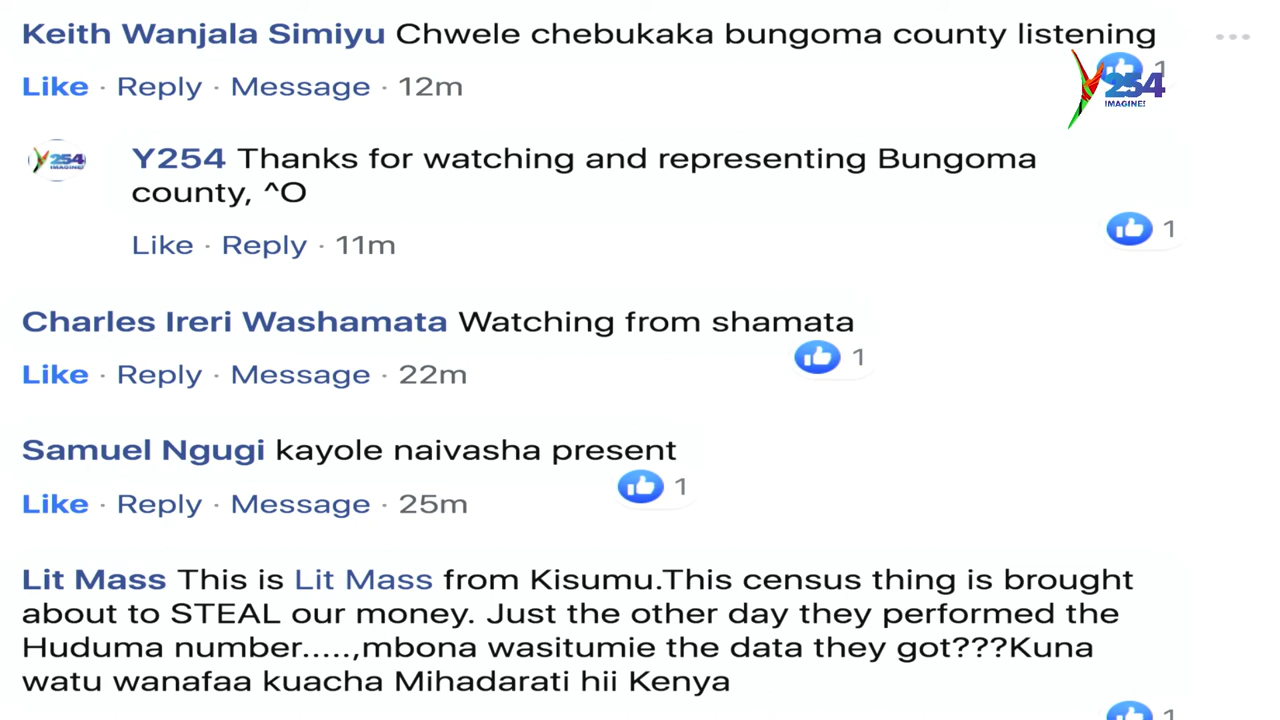 Keith Wanjala Simiyu Chwele chebukaka bungoma county listening
Like · Reply · Message · 12m
1
Y254
IMAGINE!
Y254 Thanks for watching and representing Bungoma
county, ^O
Like · Reply · 11m
1
Y254
IMAGINE!
Charles Ireri Washamata Watching from shamata
Like · Reply · Message · 22m
1
Samuel Ngugi kayole naivasha present
Like · Reply · Message · 25m
1
Lit Mass This is Lit Mass from Kisumu.This census thing is brought
about to STEAL our money. Just the other day they performed the
Huduma number.....,mbona wasitumie the data they got???Kuna
watu wanafaa kuacha Mihadarati hii Kenya
1